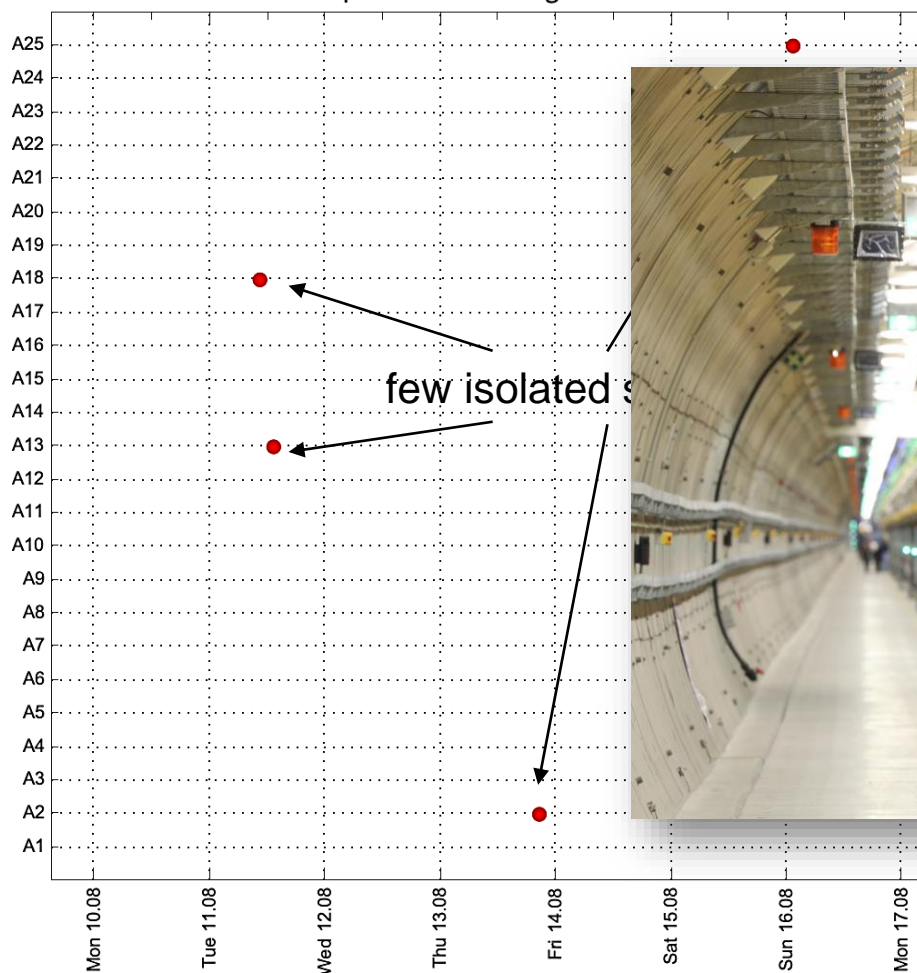 A25
A24
A23
A22
A21
A20
A19
A18
A17
A16
A15
A14
A13
A12
A11
A10
A9
A8
A7
A6
A5
A4
A3
A2
A1
few isolated
Mon 10.08
Tue 11.08
Wed 12.08
Thu 13.08
Fri 14.08
Sat 15.08
Sun 16.08
Mon 17.08